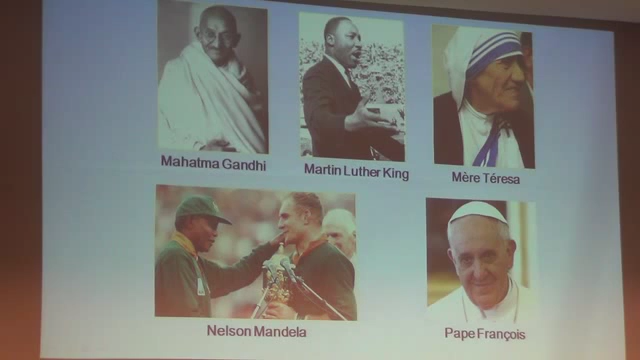 Mahatma Gandhi
Martin Luther King
Mère Téresa
Nelson Mandela
Pape François